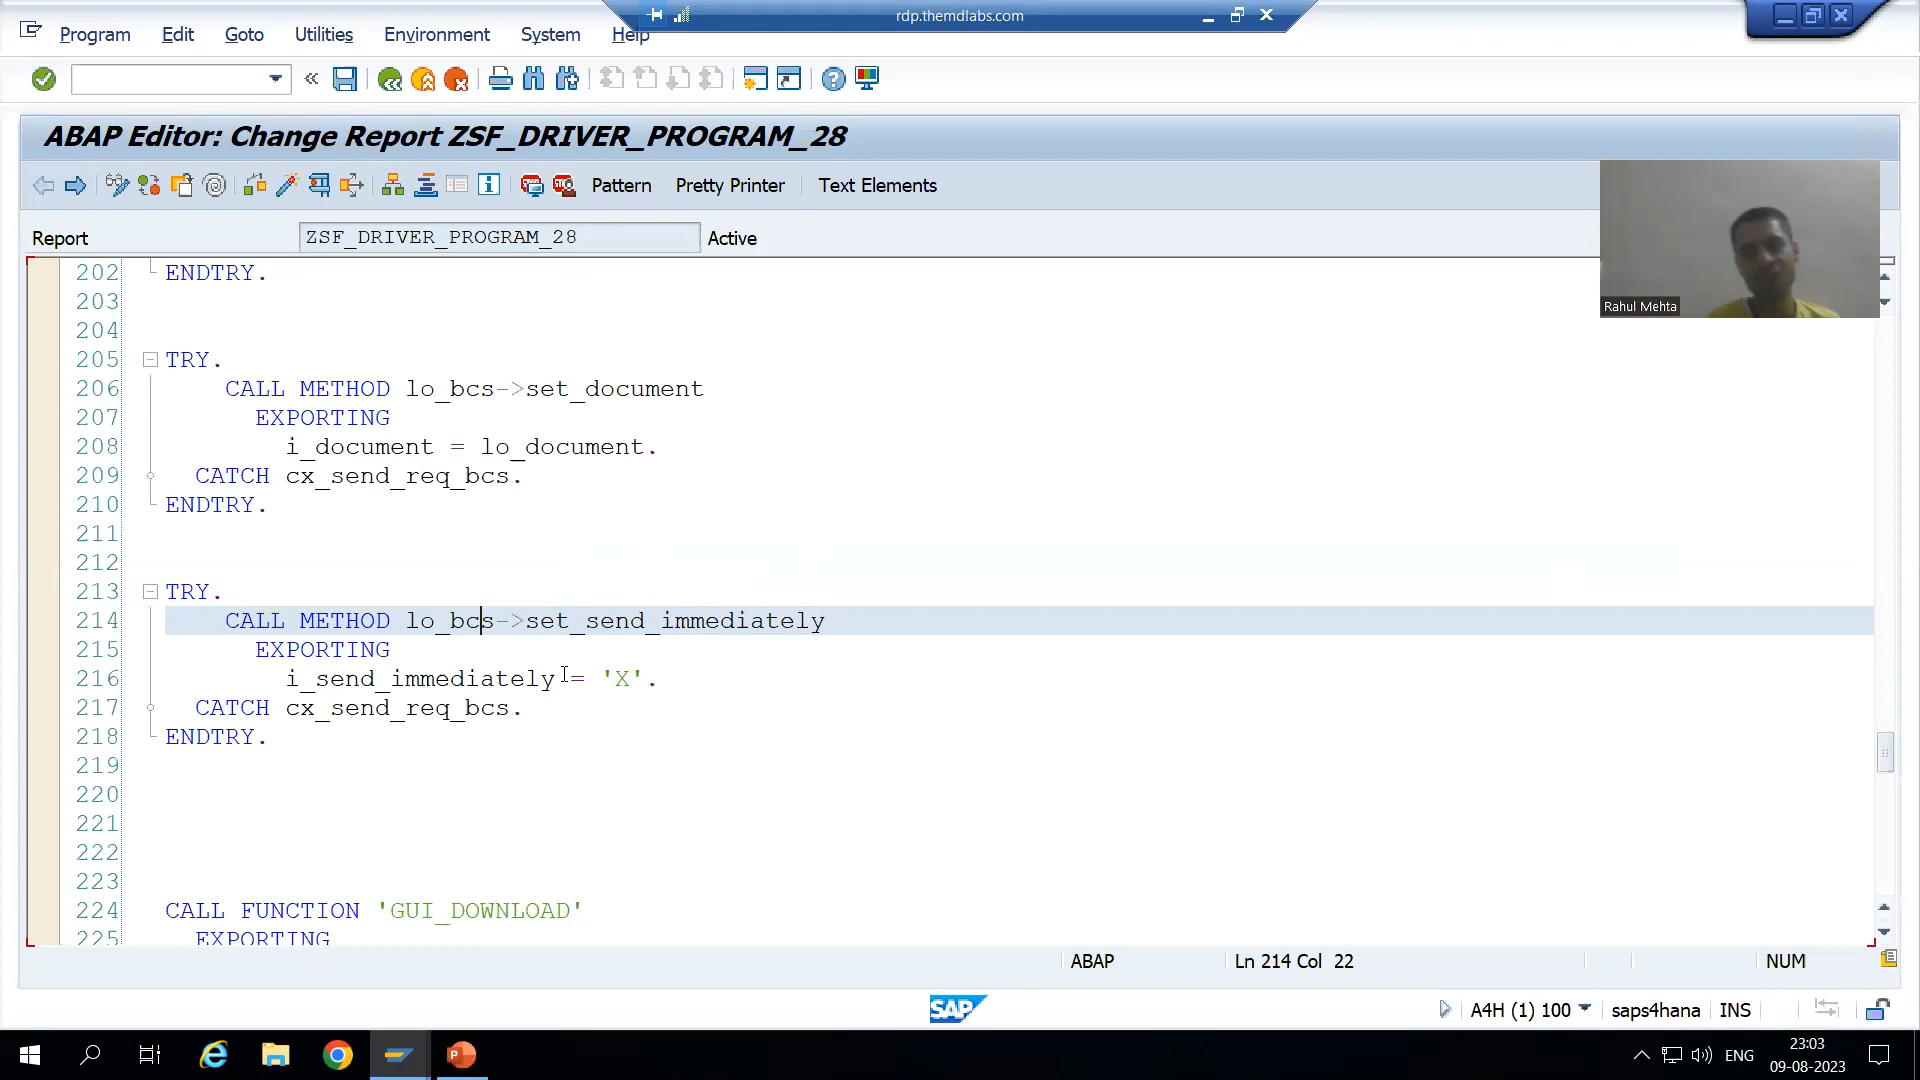 rdp.themdlabs.com
Program Edit Goto Utilities Environment System Help
ABAP Editor: Change Report ZSF_DRIVER_PROGRAM_28
Pattern Pretty Printer Text Elements
Report ZSF_DRIVER_PROGRAM_28 Active
Rahul Mehta
202 ENDTRY.
203
204
205 TRY.
206 CALL METHOD lo_bcs->set_document
207 EXPORTING
208 i_document = lo_document.
209 CATCH cx_send_req_bcs.
210 ENDTRY.
211
212
213 TRY.
214 CALL METHOD lo_bcs->set_send_immediately
215 EXPORTING
216 i_send_immediately = 'X'.
217 CATCH cx_send_req_bcs.
218 ENDTRY.
219
220
221
222
223
224 CALL FUNCTION 'GUI_DOWNLOAD'
225 EXPORTING
ABAP Ln 214 Col 22 NUM
SAP A4H (1) 100 saps4hana INS
ENG 23:03
09-08-2023